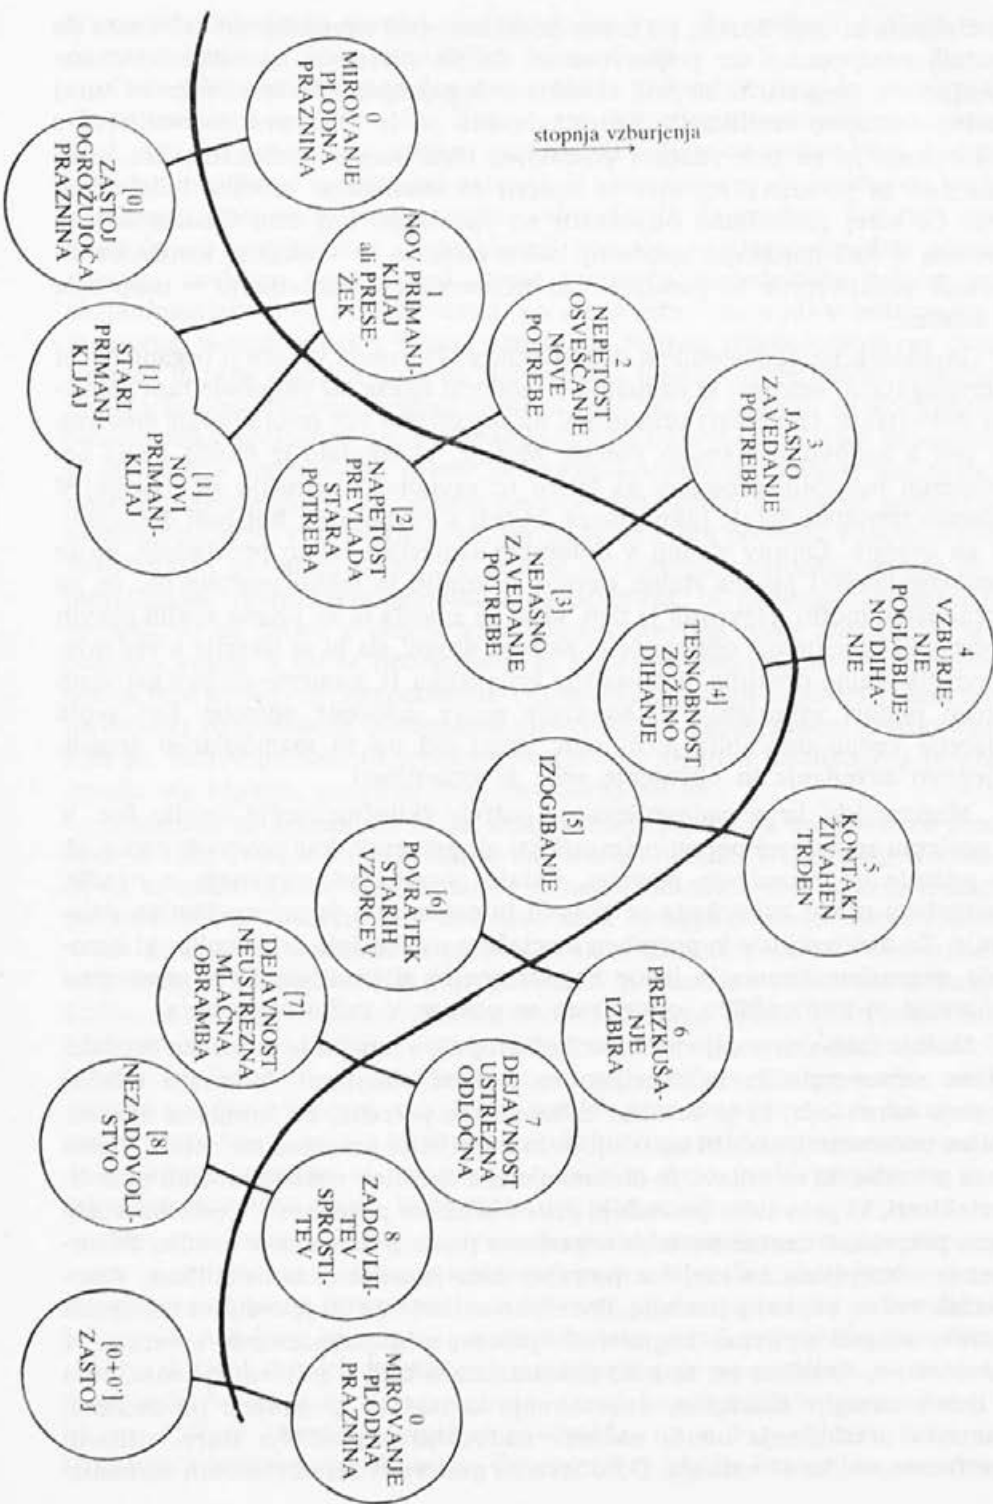 stopnja vzburjenja
0
MIROVANJE
PLODNA
PRAZNINA
[0]
ZASTOJ
OGROŽUJOČA
PRAZNINA
1
NOV PRIMANJ-
KLJAJ
ali PRESE-
ŽEK
[1]
STARI
PRIMANJ-
KLJAJ
[1]
NOVI
PRIMANJ-
KLJAJ
2
NEPETOST
OSVEŠČANJE
NOVE
POTREBE
[2]
NAPETOST
PREVLADA
STARA
POTREBA
3
JASNO
ZAVEDANJE
POTREBE
[3]
NEJASNO
ZAVEDANJE
POTREBE
4
VZBURJE-
NJE
POGLOBLJE-
NO DIHA-
NJE
[4]
TESNOBNOST
ZOŽENO
DIHANJE
5
KONTAKT
ŽIVAHEN
TRDEN
[5]
IZOGIBANJE
6
PREIZKUŠA-
NJE
IZBIRA
[6]
POVRATEK
STARIH
VZORCEV
7
DEJAVNOST
USTREZNA
ODLOČNA
[7]
DEJAVNOST
NEUSTREZNA
MLAČNA
OBRAMBA
8
ZADOVLJI-
TEV
SPROSTI-
TEV
[8]
NEZADOVOLJ-
STVO
0
MIROVANJE
PLODNA
PRAZNINA
[0+0']
ZASTOJ